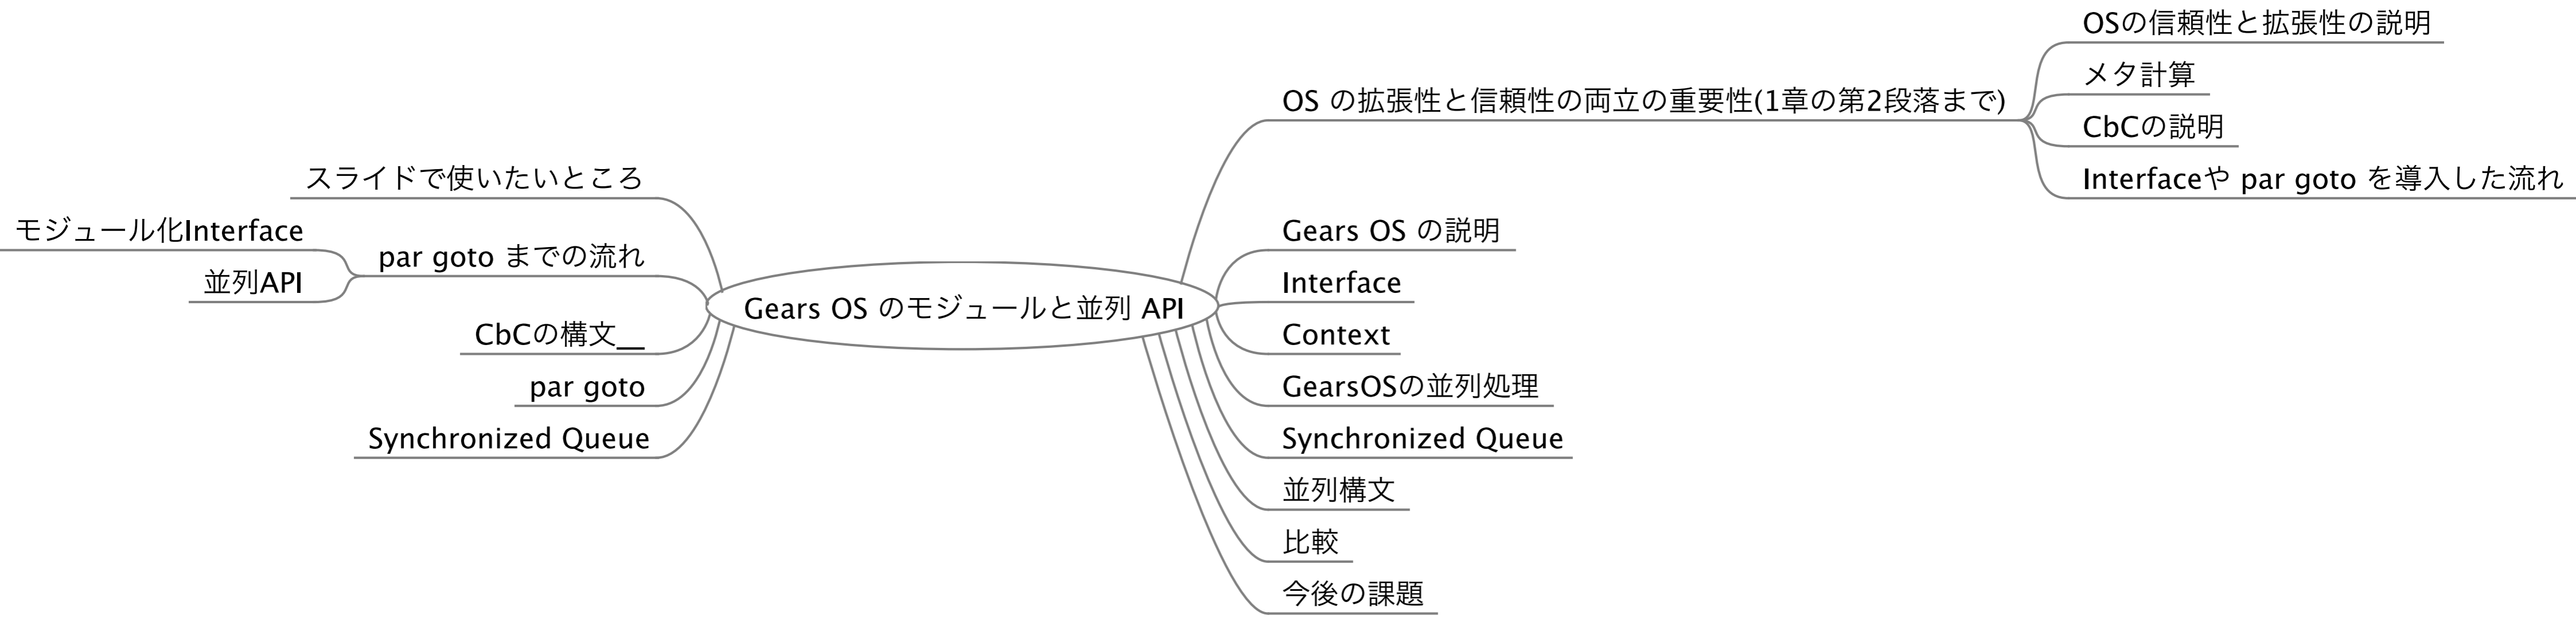 Gears OS のモジュールと並列 API
OS の拡張性と信頼性の両立の重要性(1章の第2段落まで)
OSの信頼性と拡張性の説明
メタ計算
CbCの説明
Interfaceや par goto を導入した流れ
Gears OS の説明
Interface
Context
GearsOSの並列処理
Synchronized Queue
並列構文
比較
今後の課題
スライドで使いたいところ
par goto までの流れ
モジュール化Interface
並列API
CbCの構文__
par goto
Synchronized Queue